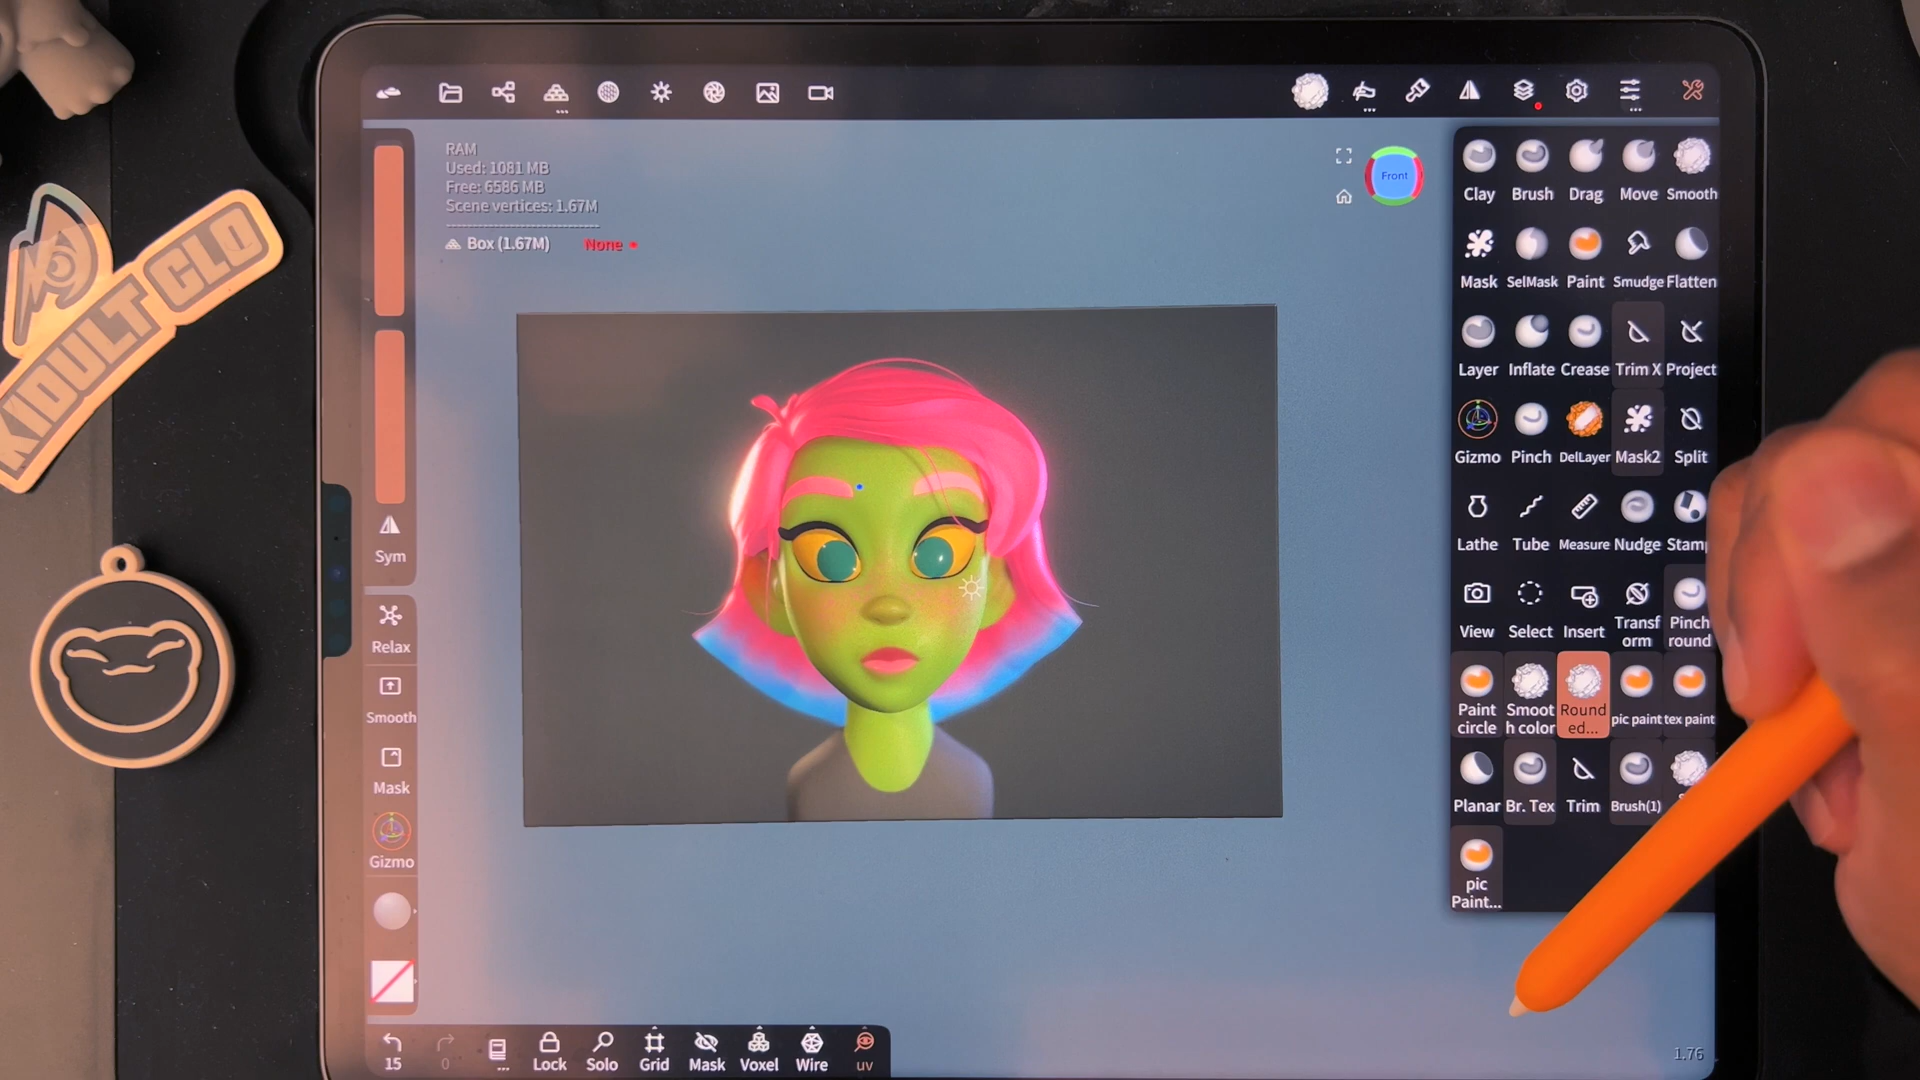 RAM
Used: 1081 MB
Free: 6586 MB
Scene vertices: 1.67M
Box (1.67M) None
Front
KIDULT CLO
Sym
Relax
Smooth
Mask
Gizmo
Clay Brush Drag Move Smooth
Mask SelMask Paint Smudge Flatten
Layer Inflate Crease Trim X Project
Gizmo Pinch DelLayer Mask2 Split
Lathe Tube Measure Nudge Stamp
View Select Insert Transf
orm Pinch
round
Paint
circle Smoot
h color Round
ed... pic paint tex paint
Planar Br. Tex Trim Brush(1)
pic
Paint...
15 0 ... Lock Solo Grid Mask Voxel Wire uv
1.76